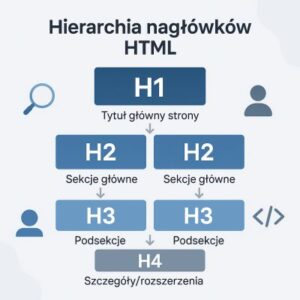 Hierarchia nagłówków
HTML
H1
Tytuł główny strony
H2 H2
Sekcje główne Sekcje główne
H3 H3
</>
Podsekcje Podsekcje
H4
Szczegóły/rozszerzenia